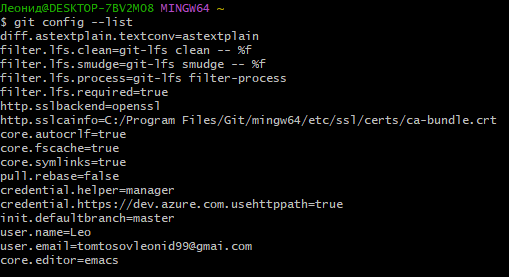 Леонид@DESKTOP-7BV2MO8 MINGW64 ~
$ git config --list
diff.astextplain.textconv=astextplain
filter.lfs.clean=git-lfs clean -- %f
filter.lfs.smudge=git-lfs smudge -- %f
filter.lfs.process=git-lfs filter-process
filter.lfs.required=true
http.sslbackend=openssl
http.sslcainfo=C:/Program Files/Git/mingw64/etc/ssl/certs/ca-bundle.crt
core.autocrlf=true
core.fscache=true
core.symlinks=true
pull.rebase=false
credential.helper=manager
credential.https://dev.azure.com.usehttppath=true
init.defaultbranch=master
user.name=Leo
user.email=tomtosovleonid99@gmai.com
core.editor=emacs